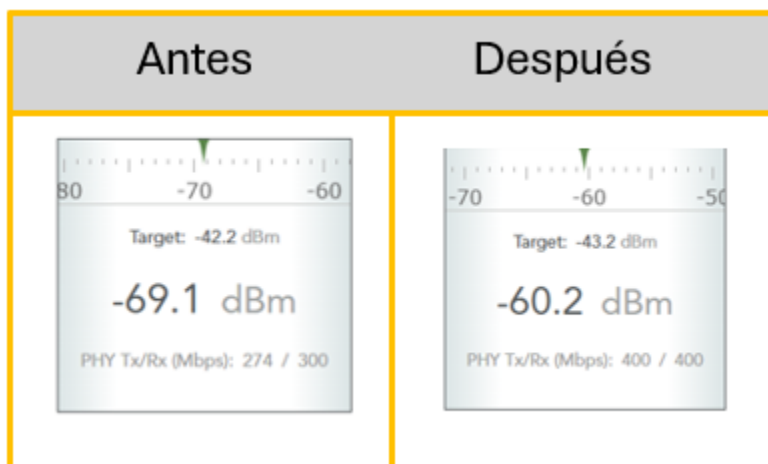 Antes
Después
80 -70 -60
Target: -42.2 dBm
-69.1 dBm
PHY Tx/Rx (Mbps): 274 / 300
-70 -60 -50
Target: -43.2 dBm
-60.2 dBm
PHY Tx/Rx (Mbps): 400 / 400